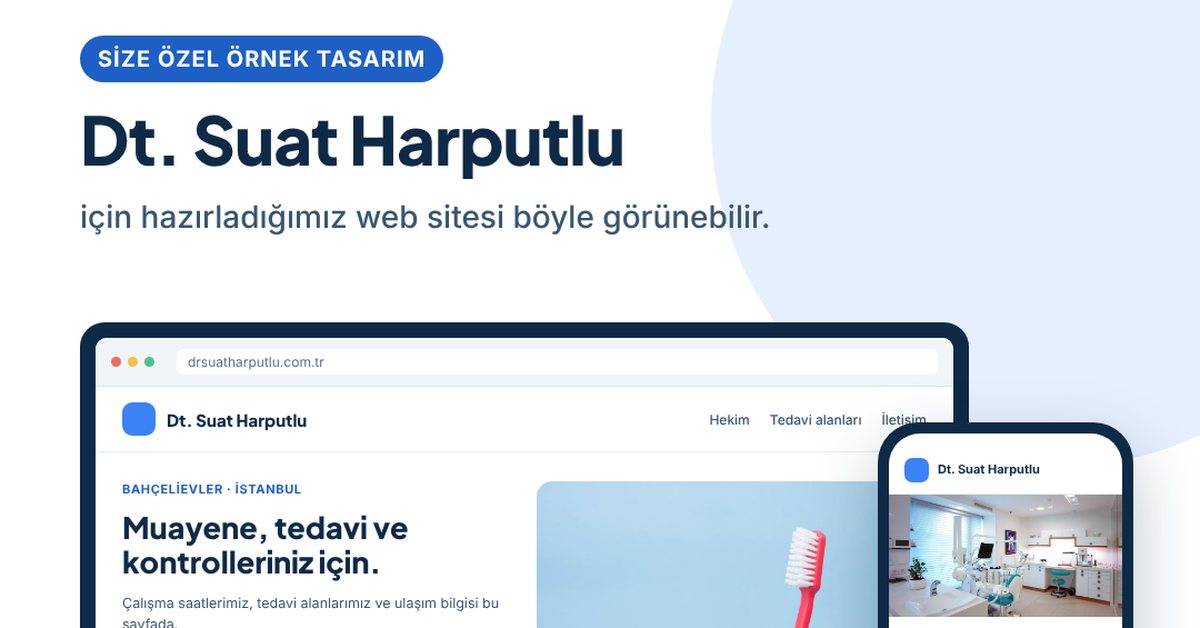 SİZE ÖZEL ÖRNEK TASARIM
Dt. Suat Harputlu
için hazırladığımız web sitesi böyle görünebilir.
drsuatharputlu.com.tr
Dt. Suat Harputlu
Hekim Tedavi alanları İletişim
Dt. Suat Harputlu
BAHÇELİEVLER · İSTANBUL
Muayene, tedavi ve
kontrolleriniz için.
Çalışma saatlerimiz, tedavi alanlarımız ve ulaşım bilgisi bu
sayfada.